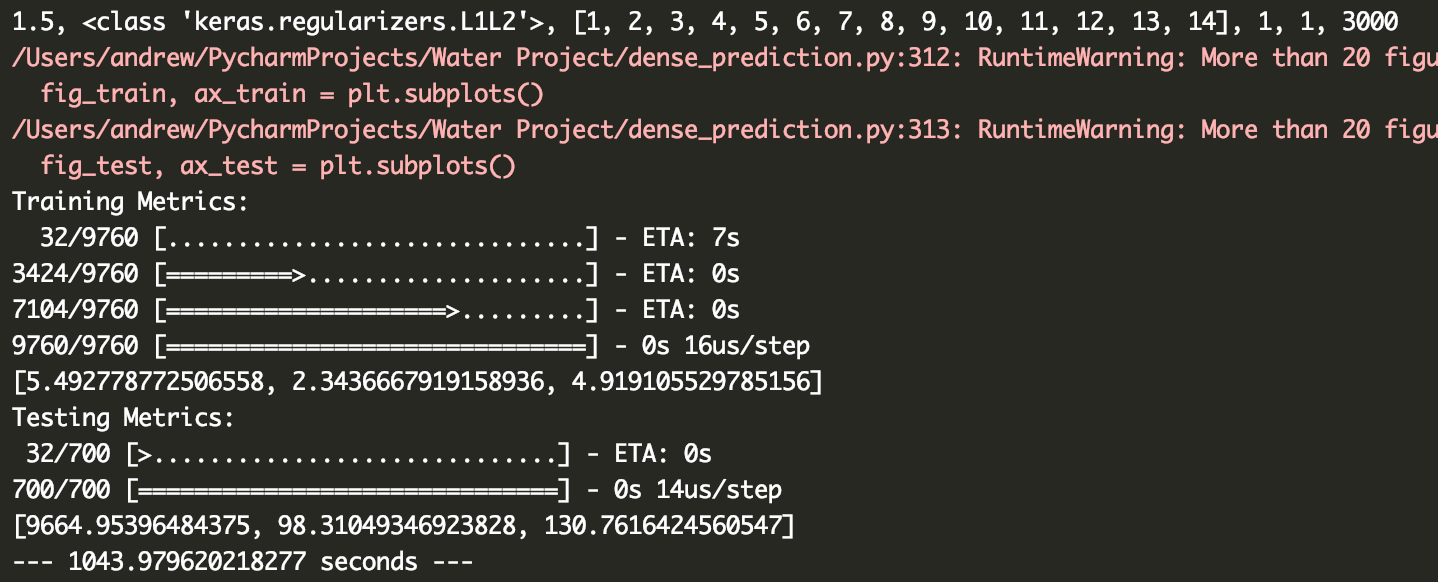 1.5, <class 'keras.regularizers.L1L2'>, [1, 2, 3, 4, 5, 6, 7, 8, 9, 10, 11, 12, 13, 14], 1, 1, 3000
/Users/andrew/PycharmProjects/Water Project/dense_prediction.py:312: RuntimeWarning: More than 20 figu
  fig_train, ax_train = plt.subplots()
/Users/andrew/PycharmProjects/Water Project/dense_prediction.py:313: RuntimeWarning: More than 20 figu
  fig_test, ax_test = plt.subplots()
Training Metrics:
  32/9760 [..............................] - ETA: 7s
3424/9760 [=========>....................] - ETA: 0s
7104/9760 [====================>.........] - ETA: 0s
9760/9760 [==============================] - 0s 16us/step
[5.492778772506558, 2.3436667919158936, 4.919105529785156]
Testing Metrics:
 32/700 [>.............................] - ETA: 0s
700/700 [==============================] - 0s 14us/step
[9664.95396484375, 98.31049346923828, 130.7616424560547]
--- 1043.979620218277 seconds ---